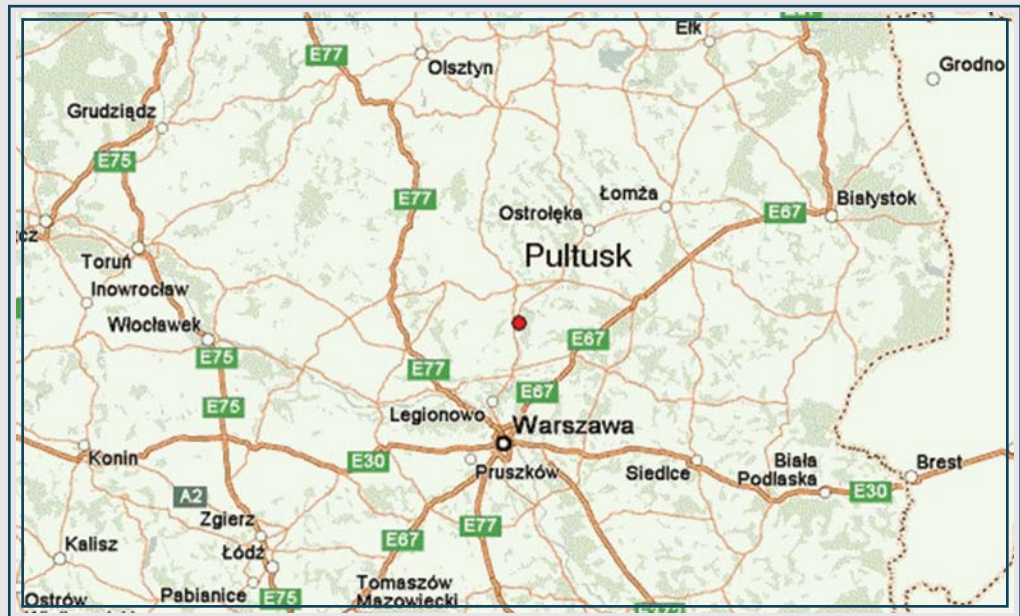 E77
Ełk
Olsztyn
Grodno
Grudziądz
E75
E77
Łomża
Ostrołęka
E67
Białystok
Toruń
Pultusk
Inowrocław
Włocławek
E75
E67
E77
E67
E75
Legionowo
Warszawa
Konin
E30
Pruszków
Siedlce
Biała
Podlaska
Brest
E30
A2
Zgierz
E77
E67
Kalisz
Łódź
Pabianice
E75
Tomaszów
Mazowiecki
Ostrów